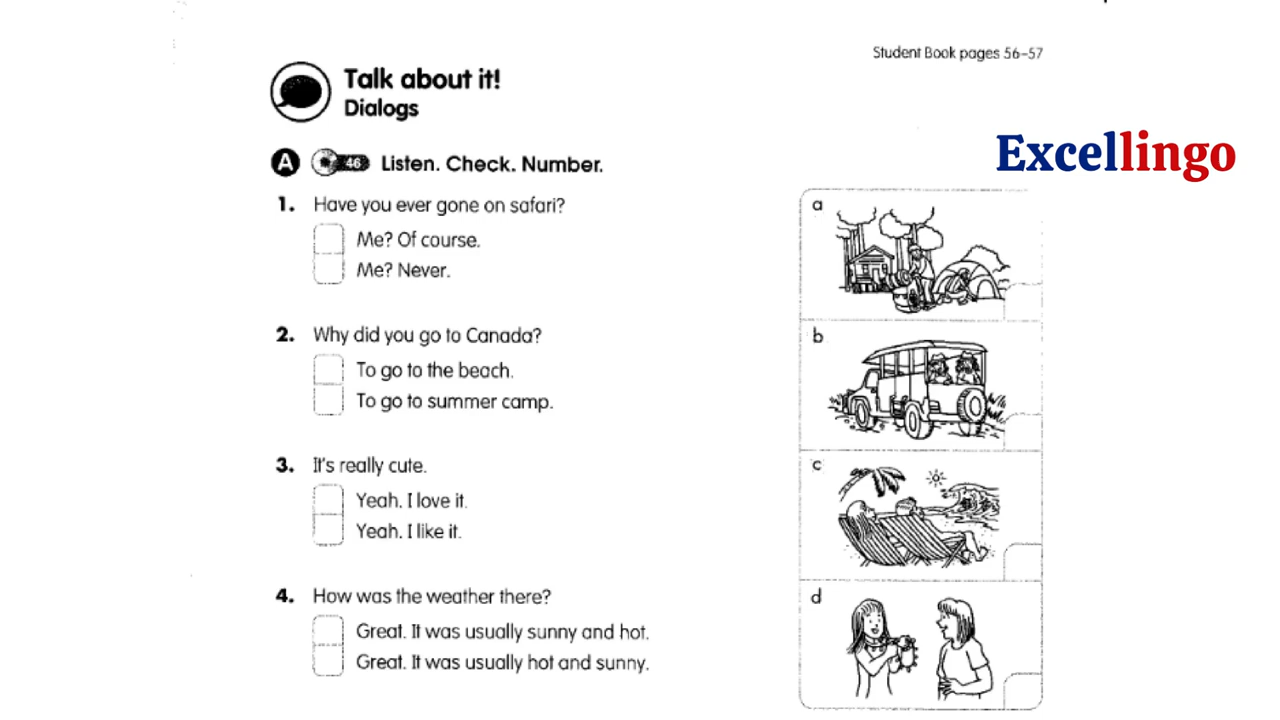 Student Book pages 56-57
Talk about it!
Dialogs
Excellingo
A 46 Listen. Check. Number.
1. Have you ever gone on safari?
Me? Of course.
Me? Never.
2. Why did you go to Canada?
To go to the beach.
To go to summer camp.
3. It's really cute.
Yeah. I love it.
Yeah. I like it.
4. How was the weather there?
Great. It was usually sunny and hot.
Great. It was usually hot and sunny.
a
b
c
d